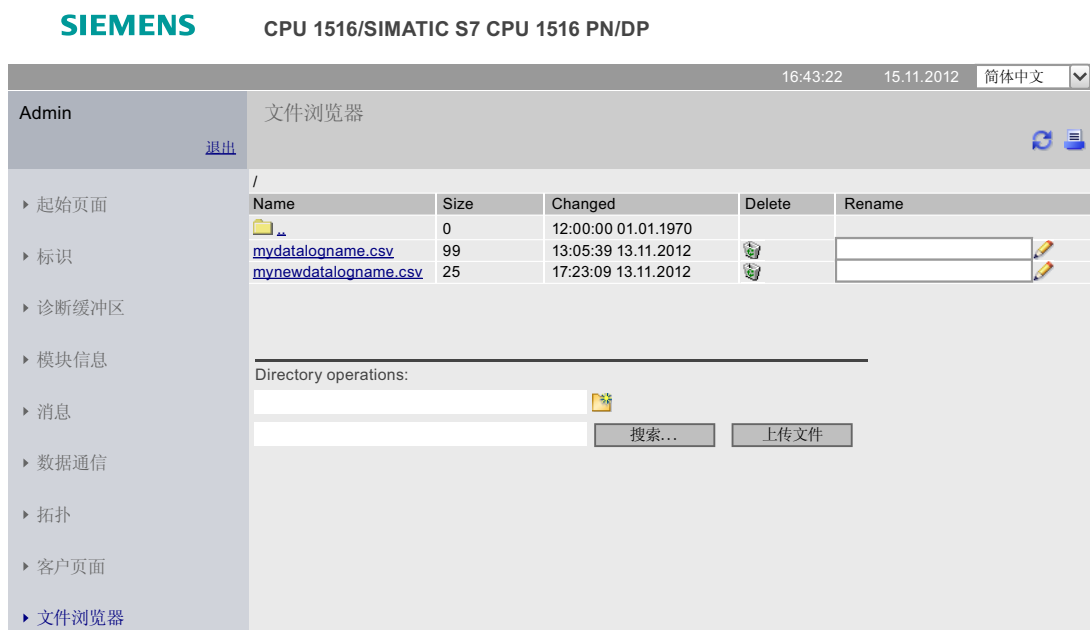 SIEMENS CPU 1516/SIMATIC S7 CPU 1516 PN/DP
16:43:22 15.11.2012 简体中文
Admin 文件浏览器
退出
/
Name Size Changed Delete Rename
.. 0 12:00:00 01.01.1970
mydatalogname.csv 99 13:05:39 13.11.2012
mynewdatalogname.csv 25 17:23:09 13.11.2012
Directory operations:
搜索... 上传文件
起始页面
标识
诊断缓冲区
模块信息
消息
数据通信
拓扑
客户页面
文件浏览器